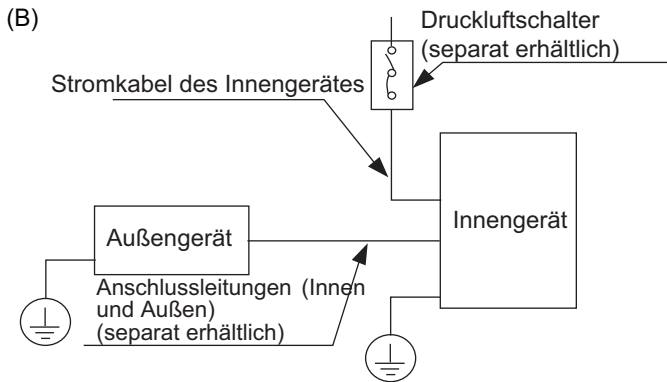 (B)
Druckluftschalter
(separat erhältlich)
Stromkabel des Innengerätes
Innengerät
Außengerät
Anschlussleitungen (Innen
und Außen)
(separat erhältlich)